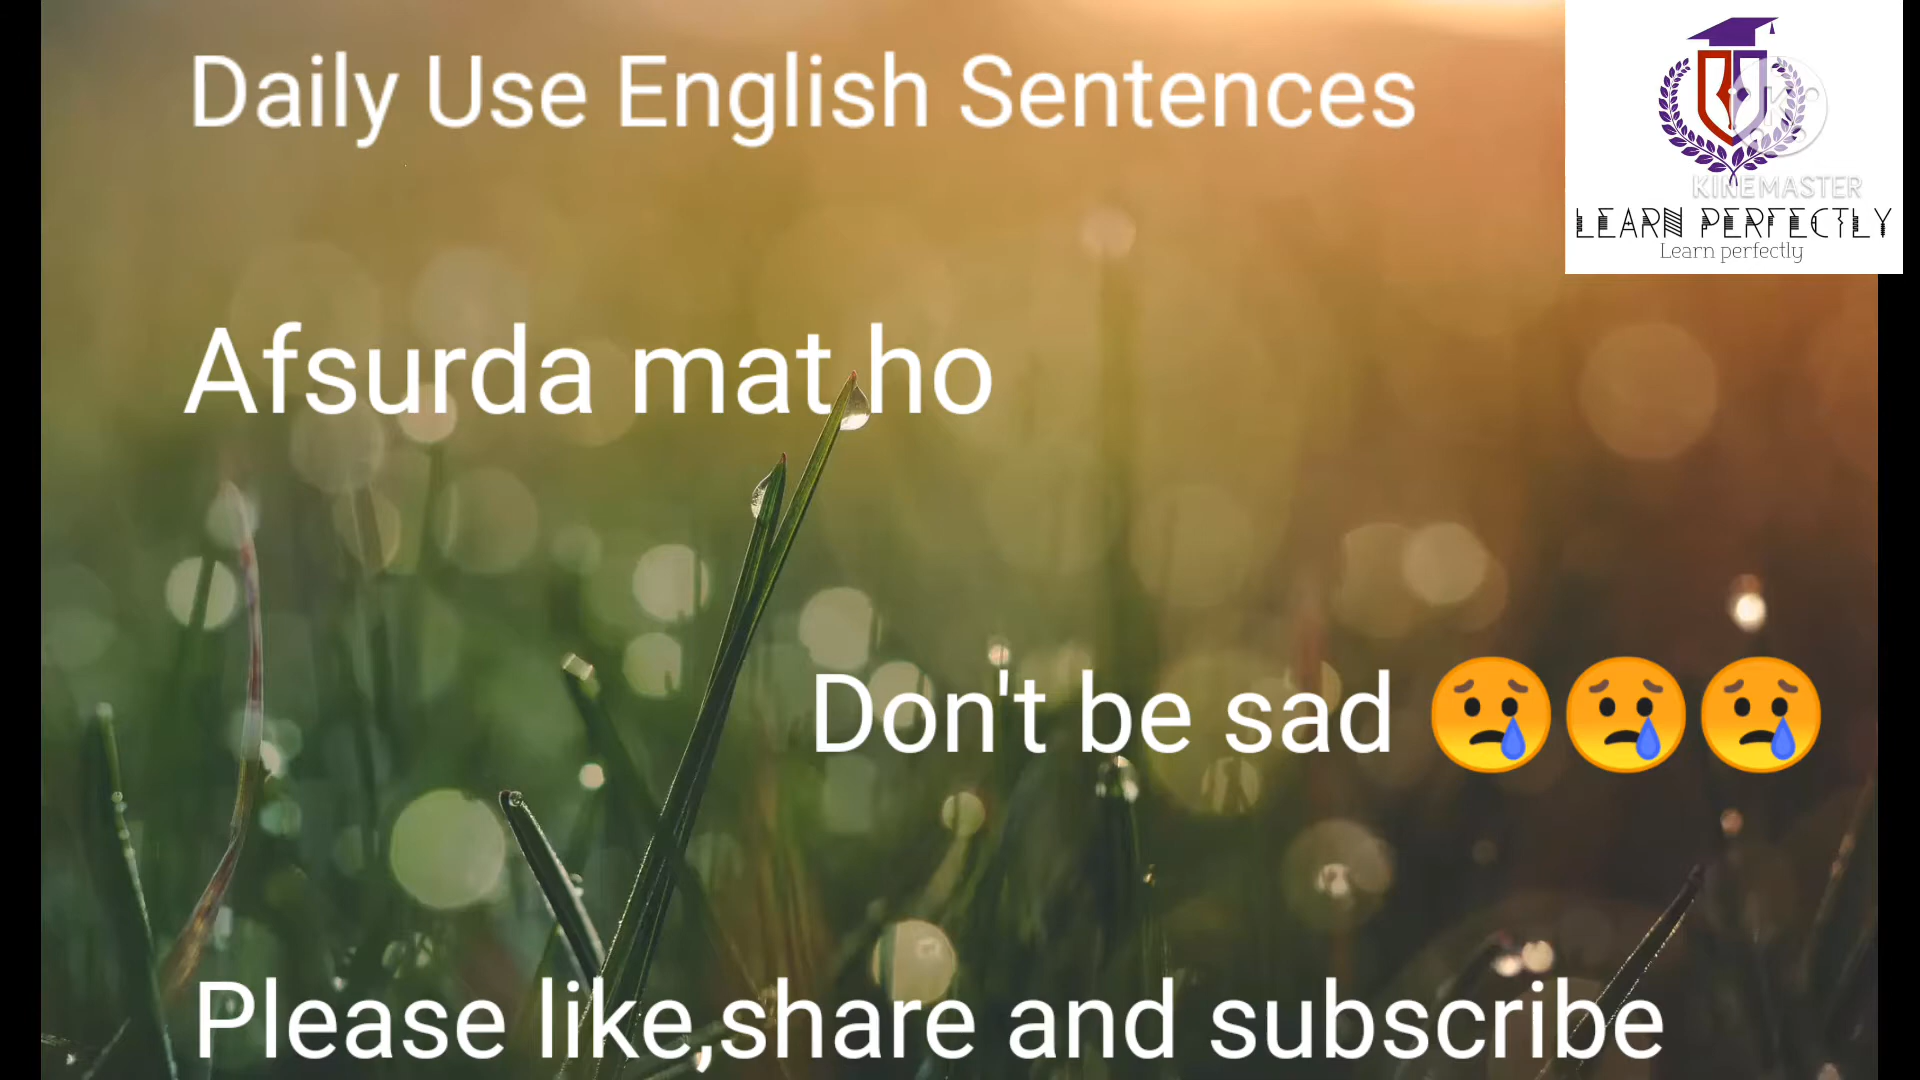 Daily Use English Sentences
KINEMASTER
LEARN PERFECTLY
Learn perfectly
Afsurda mat ho
Don't be sad 😢😢😢
Please like,share and subscribe